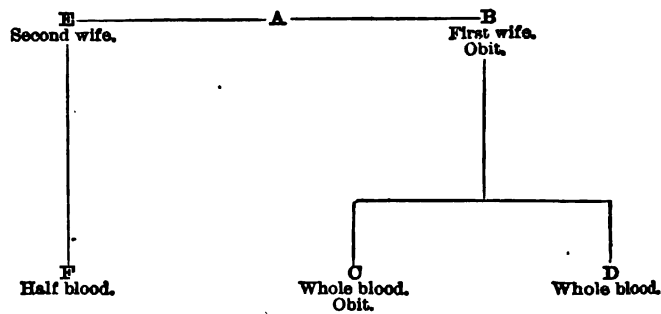 E A B
Second wife. First wife.
Obit.
F C D
Half blood. Whole blood. Whole blood.
Obit.